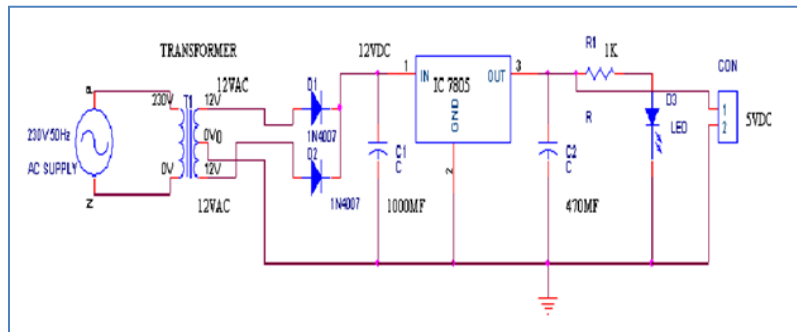 TRANSFORMER
12VAC
12VDC
R1
1K
CON
D1
1
IN
IC 7805
OUT
3
a
230V
T1
12V
GND
D3
1
2
5VDC
230V 50Hz
AC SUPPLY
0V0
1N4007
D2
R
LED
C1
C
C2
C
0V
12V
2
N
12VAC
1N4007
1000MF
470MF